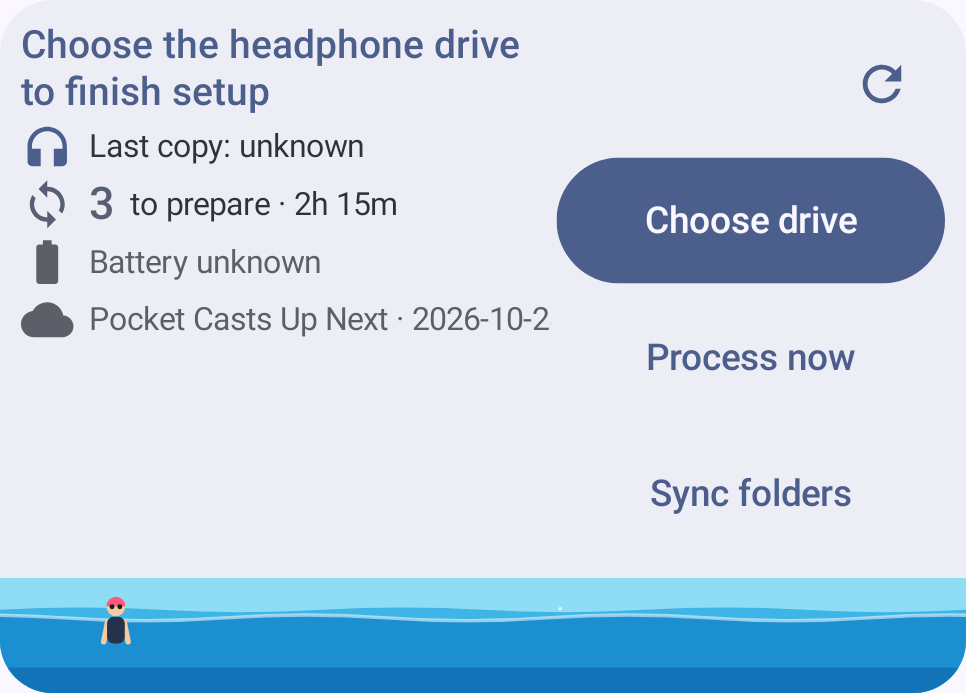 Choose the headphone drive
to finish setup
Last copy: unknown
3 to prepare · 2h 15m
Battery unknown
Pocket Casts Up Next · 2026-10-2
Choose drive
Process now
Sync folders